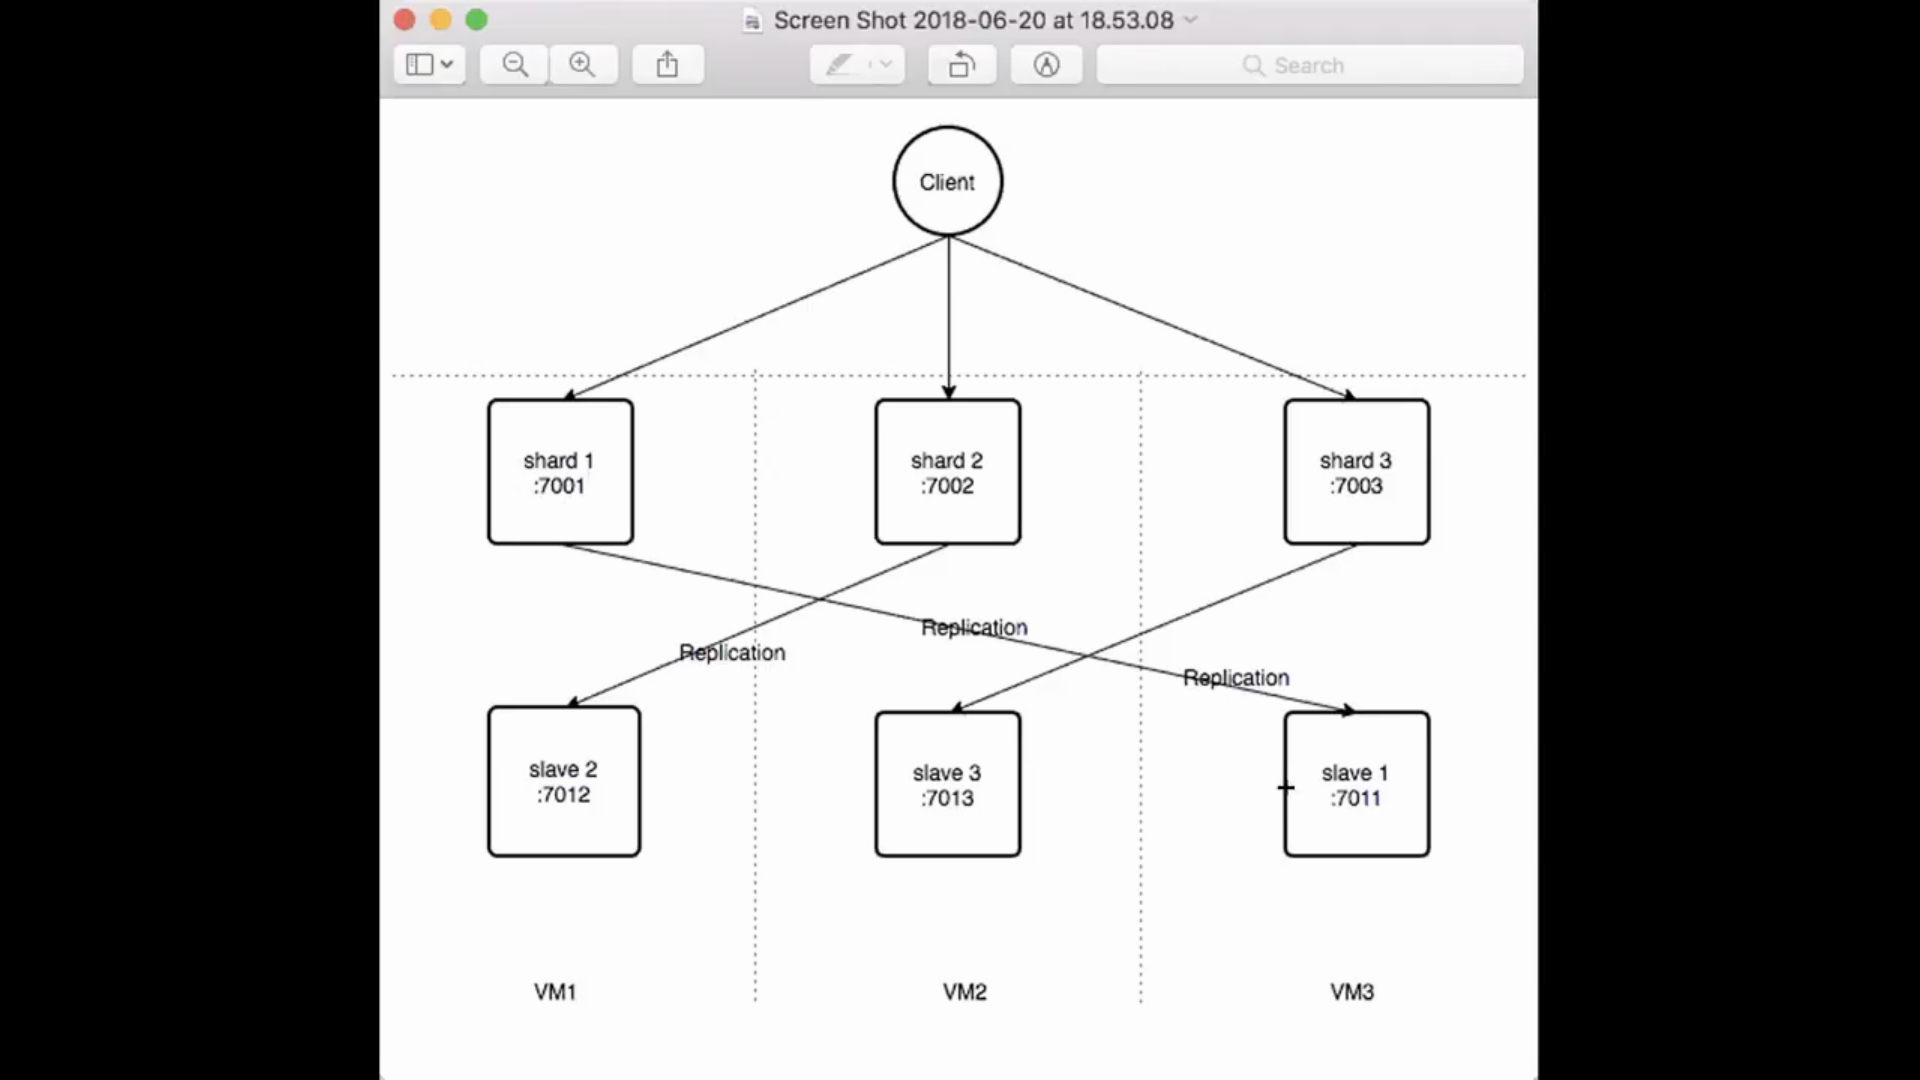 Screen Shot 2018-06-20 at 18.53.08
Search
Client
shard 1
:7001
shard 2
:7002
shard 3
:7003
Replication
Replication
Replication
slave 2
:7012
slave 3
:7013
slave 1
:7011
VM1
VM2
VM3